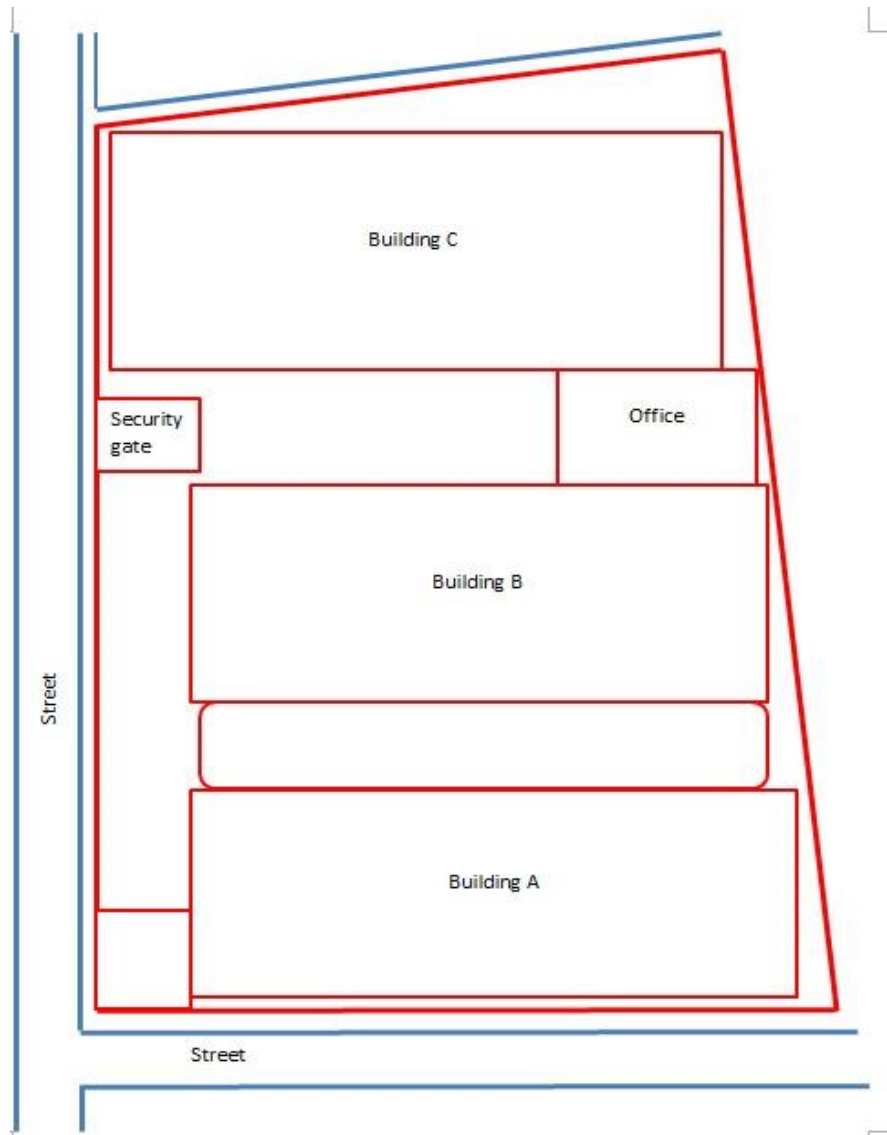 Building C
Security
gate
Office
Building B
Street
Building A
Street